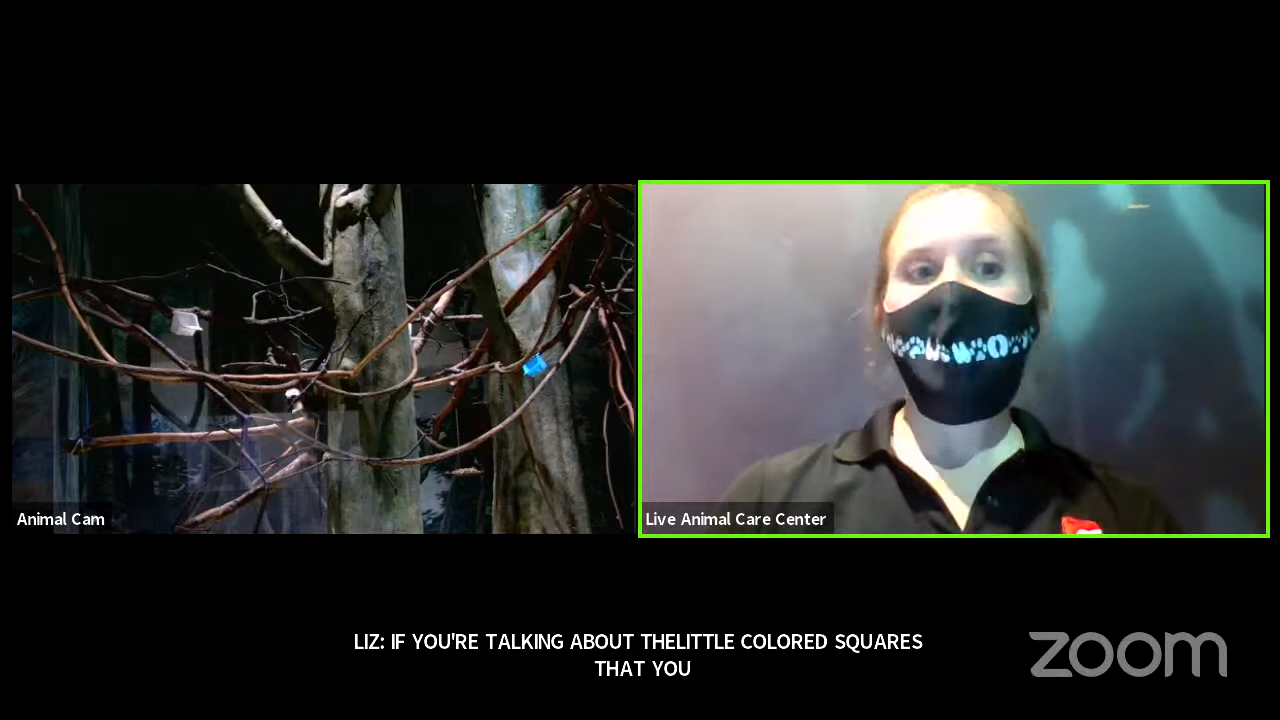 Animal Cam
Live Animal Care Center
LIZ: IF YOU'RE TALKING ABOUT THELITTLE COLORED SQUARES
THAT YOU
zoom